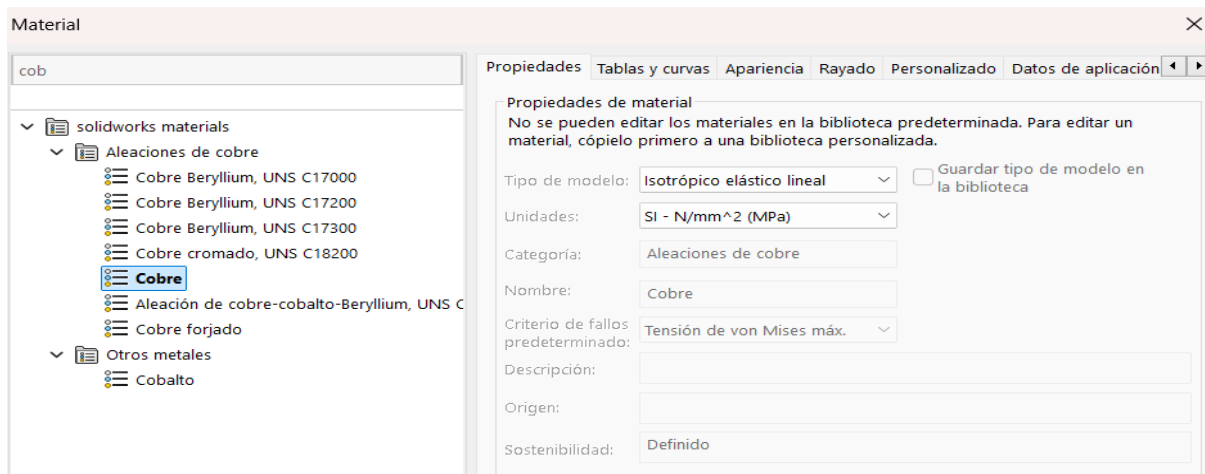 Material
cob
solidworks materials
Aleaciones de cobre
Cobre Beryllium, UNS C17000
Cobre Beryllium, UNS C17200
Cobre Beryllium, UNS C17300
Cobre cromado, UNS C18200
Cobre
Aleación de cobre-cobalto-Beryllium, UNS C
Cobre forjado
Otros metales
Cobalto
Propiedades Tablas y curvas Apariencia Rayado Personalizado Datos de aplicación
Propiedades de material
No se pueden editar los materiales en la biblioteca predeterminada. Para editar un
material, cópielo primero a una biblioteca personalizada.
Tipo de modelo: Isotrópico elástico lineal
Guardar tipo de modelo en
la biblioteca
Unidades: SI - N/mm^2 (MPa)
Categoría: Aleaciones de cobre
Nombre: Cobre
Criterio de fallos
predeterminado: Tensión de von Mises máx.
Descripción:
Origen:
Sostenibilidad: Definido